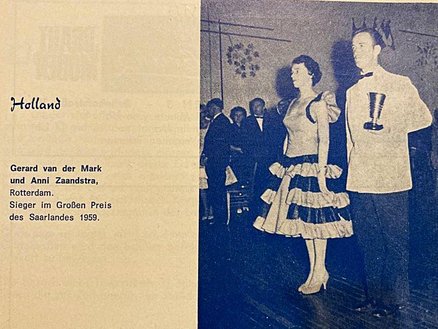 Holland
Gerard van der Mark
und Anni Zaandstra,
Rotterdam.
Sieger im Großen Preis
des Saarlandes 1959.